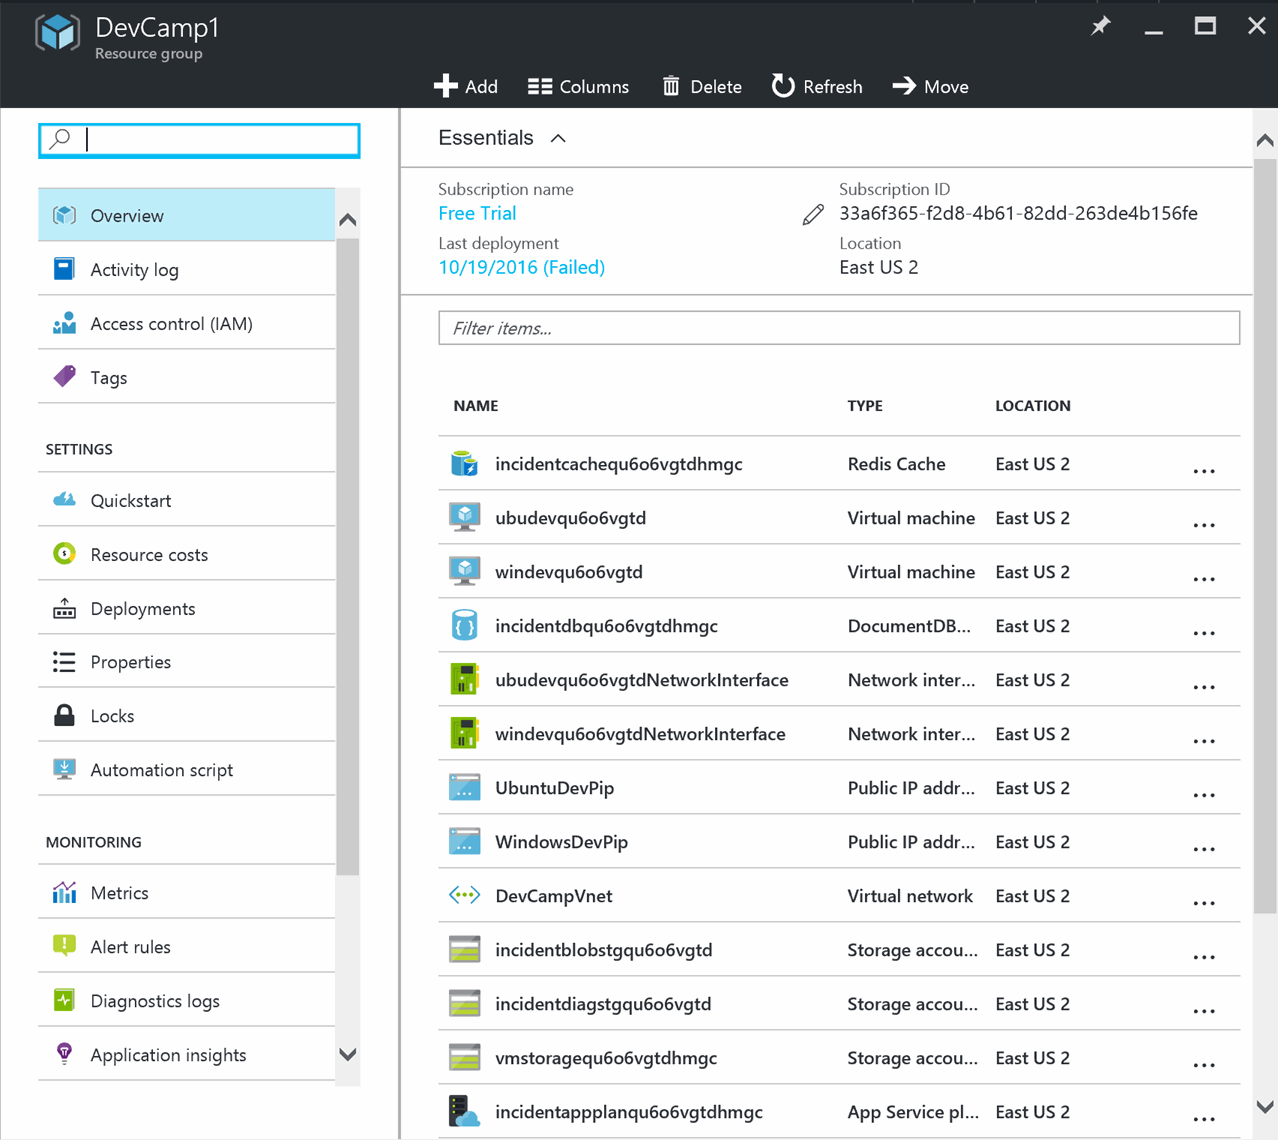 DevCamp1
Resource group
Add Columns Delete Refresh Move
Overview
Activity log
Access control (IAM)
Tags
SETTINGS
Quickstart
Resource costs
Deployments
Properties
Locks
Automation script
MONITORING
Metrics
Alert rules
Diagnostics logs
Application insights
Essentials
Subscription name
Free Trial
Subscription ID
33a6f365-f2d8-4b61-82dd-263de4b156fe
Last deployment
10/19/2016 (Failed)
Location
East US 2
Filter items...
NAME TYPE LOCATION
incidentcachequ6o6vgtdhmgc Redis Cache East US 2 ...
ubudevqu6o6vgtd Virtual machine East US 2 ...
windevqu6o6vgtd Virtual machine East US 2 ...
incidentdbqu6o6vgtdhmgc DocumentDB... East US 2 ...
ubudevqu6o6vgtdNetworkInterface Network inter... East US 2 ...
windevqu6o6vgtdNetworkInterface Network inter... East US 2 ...
UbuntuDevPip Public IP addr... East US 2 ...
WindowsDevPip Public IP addr... East US 2 ...
DevCampVnet Virtual network East US 2 ...
incidentblobstgqu6o6vgtd Storage accou... East US 2 ...
incidentdiagstgqu6o6vgtd Storage accou... East US 2 ...
vmstoragequ6o6vgtdhmgc Storage accou... East US 2 ...
incidentappplanqu6o6vgtdhmgc App Service pl... East US 2 ...